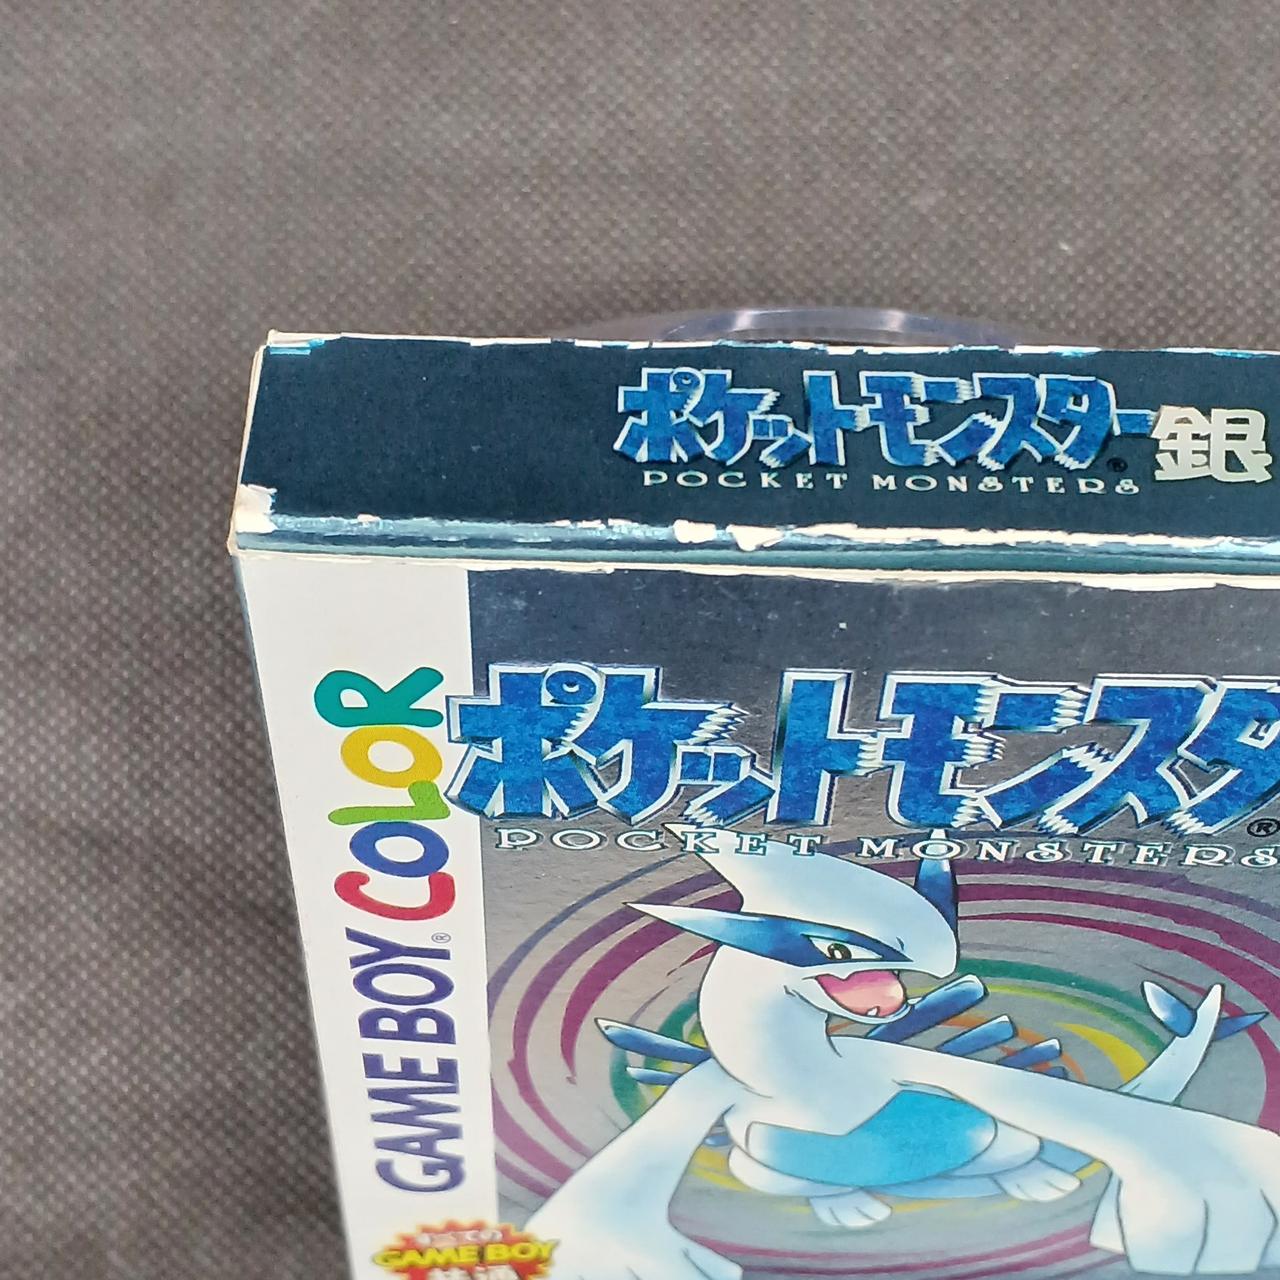 ポケットモンスター銀
POCKET MONSTERS
ポケットモンスタ
®
POCKET MONSTERS
GAME BOY® COLOR
GAME BOY